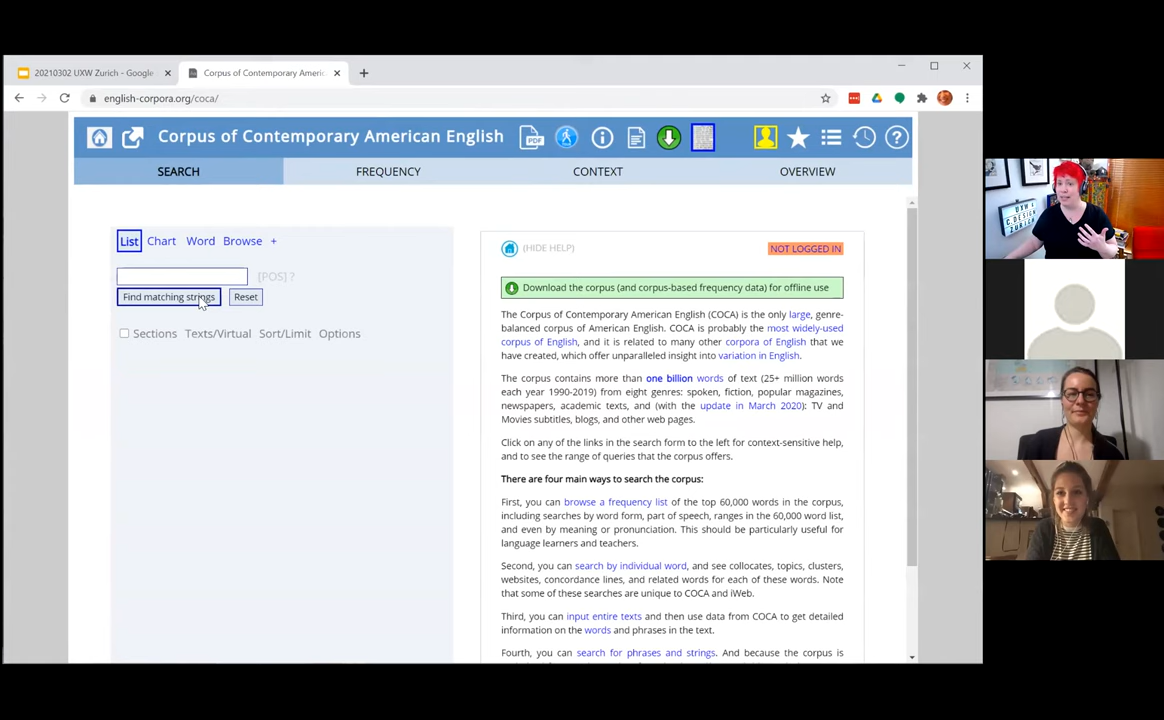 20210302 UXW Zurich - Google
Corpus of Contemporary Americ
english-corpora.org/coca/
Corpus of Contemporary American English
PDF
SEARCH
FREQUENCY
CONTEXT
OVERVIEW
List Chart Word Browse +
[POS] ?
Find matching strings
Reset
Sections Texts/Virtual Sort/Limit Options
(HIDE HELP)
NOT LOGGED IN
Download the corpus (and corpus-based frequency data) for offline use
The Corpus of Contemporary American English (COCA) is the only large, genre-
balanced corpus of American English. COCA is probably the most widely-used
corpus of English, and it is related to many other corpora of English that we
have created, which offer unparalleled insight into variation in English.
The corpus contains more than one billion words of text (25+ million words
each year 1990-2019) from eight genres: spoken, fiction, popular magazines,
newspapers, academic texts, and (with the update in March 2020): TV and
Movies subtitles, blogs, and other web pages.
Click on any of the links in the search form to the left for context-sensitive help,
and to see the range of queries that the corpus offers.
There are four main ways to search the corpus:
First, you can browse a frequency list of the top 60,000 words in the corpus,
including searches by word form, part of speech, ranges in the 60,000 word list,
and even by meaning or pronunciation. This should be particularly useful for
language learners and teachers.
Second, you can search by individual word, and see collocates, topics, clusters,
websites, concordance lines, and related words for each of these words. Note
that some of these searches are unique to COCA and iWeb.
Third, you can input entire texts and then use data from COCA to get detailed
information on the words and phrases in the text.
Fourth, you can search for phrases and strings. And because the corpus is
UXW &
C.DESIGN
ZURICH